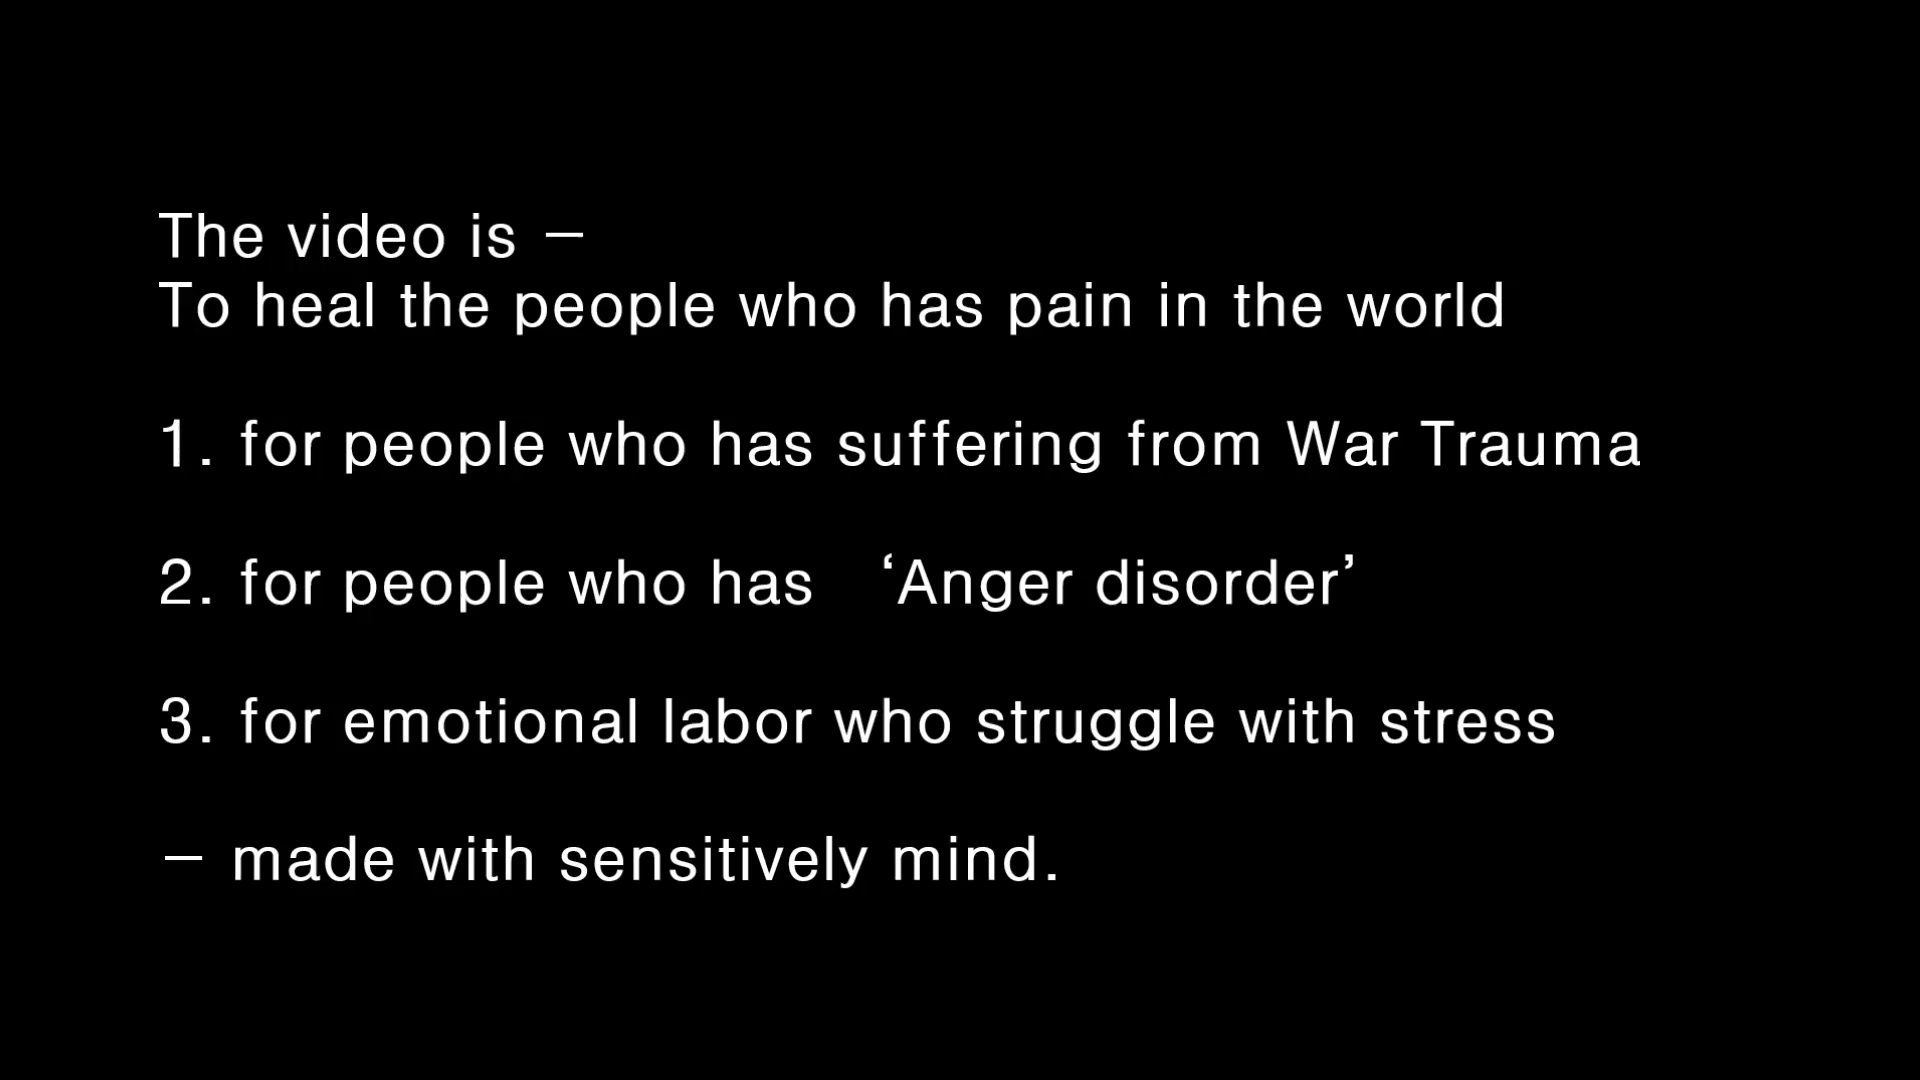 The video is –
To heal the people who has pain in the world
1. for people who has suffering from War Trauma
2. for people who has ‘Anger disorder’
3. for emotional labor who struggle with stress
– made with sensitively mind.